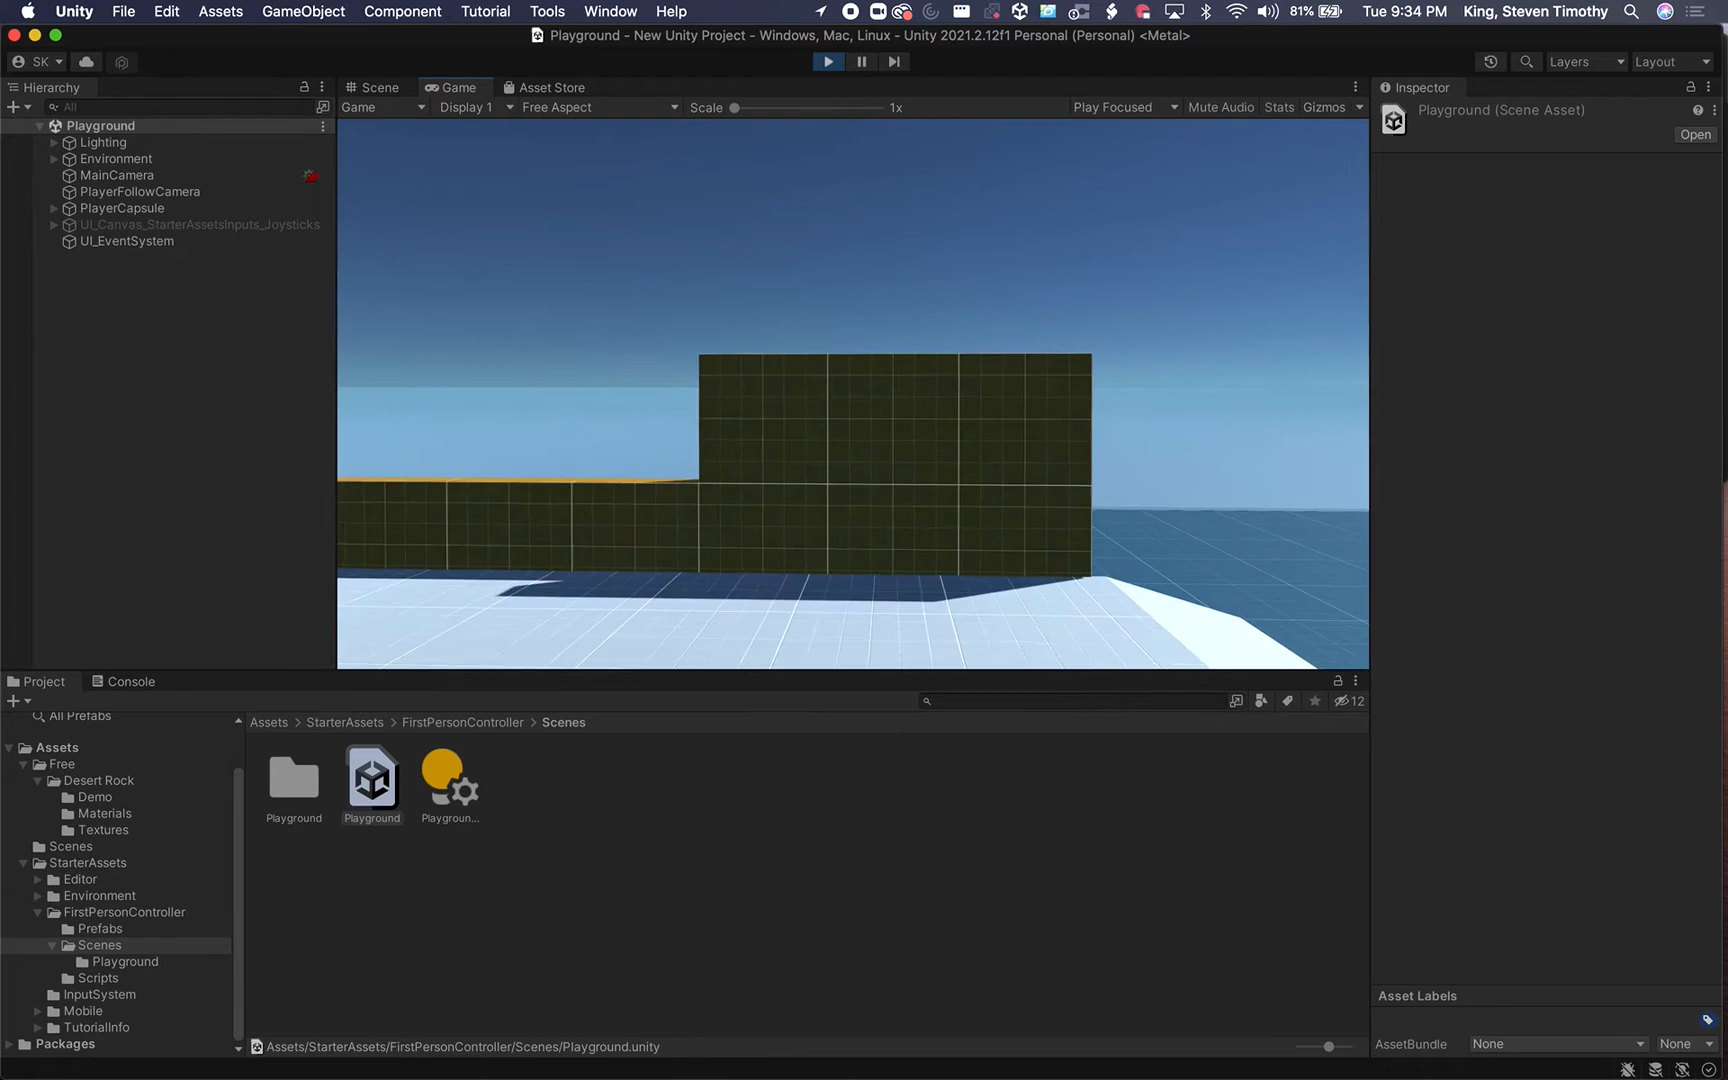 Unity File Edit Assets GameObject Component Tutorial Tools Window Help 81% Tue 9:34 PM King, Steven Timothy
Playground - New Unity Project - Windows, Mac, Linux - Unity 2021.2.12f1 Personal (Personal) <Metal>
SK Layers Layout
Hierarchy Scene Game Asset Store Inspector
All Game Display 1 Free Aspect Scale 1x Play Focused Mute Audio Stats Gizmos
Playground (Scene Asset)
Open
Playground
Lighting
Environment
MainCamera
PlayerFollowCamera
PlayerCapsule
UI_Canvas_StarterAssetsInputs_Joysticks
UI_EventSystem
Project Console
12
All Prefabs
Assets > StarterAssets > FirstPersonController > Scenes
Assets
Free
Desert Rock
Demo
Materials
Textures
Scenes
StarterAssets
Editor
Environment
FirstPersonController
Prefabs
Scenes
Playground
Scripts
InputSystem
Mobile
TutorialInfo
Packages
Playground Playground Playgroun...
Assets/StarterAssets/FirstPersonController/Scenes/Playground.unity
Asset Labels
AssetBundle None None